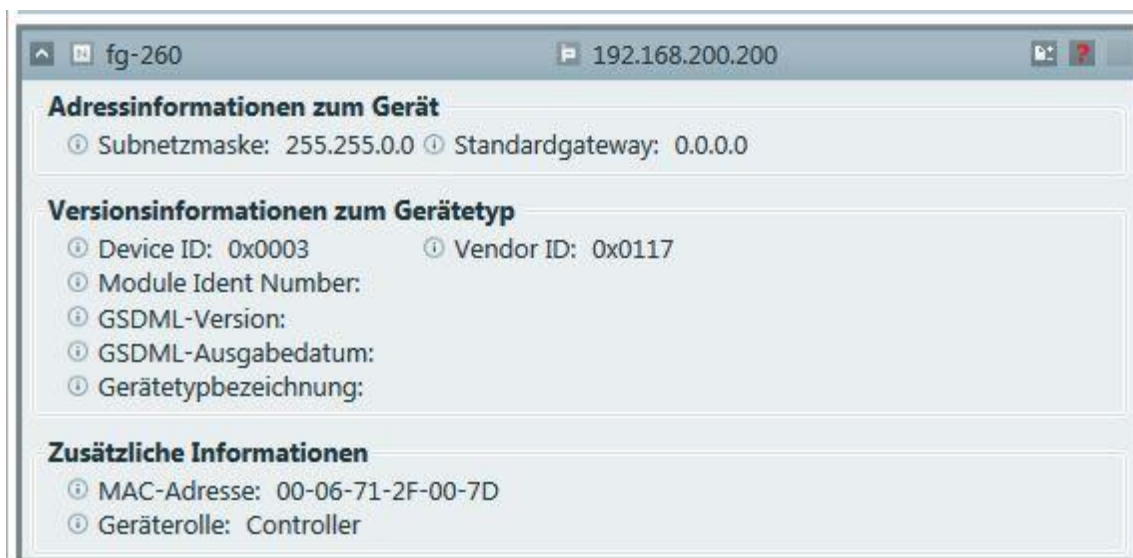 fg-260 192.168.200.200
Adressinformationen zum Gerät
Subnetzmaske: 255.255.0.0 Standardgateway: 0.0.0.0
Versionsinformationen zum Gerätetyp
Device ID: 0x0003 Vendor ID: 0x0117
Module Ident Number:
GSDML-Version:
GSDML-Ausgabedatum:
Gerätetypbezeichnung:
Zusätzliche Informationen
MAC-Adresse: 00-06-71-2F-00-7D
Geräterolle: Controller